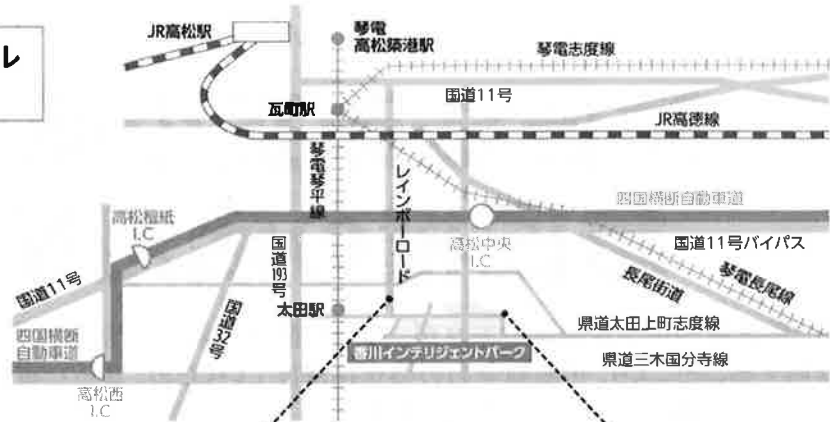 ル
JR高松駅
琴電
高松築港駅
琴電志度線
国道11号
瓦町駅
JR高徳線
琴電琴平線
レインボーロード
四国横断自動車道
高松檀紙
I.C
高松中央
I.C
国道11号バイパス
国道193号
国道11号
国道32号
長尾街道
琴電長尾線
太田駅
県道太田上町志度線
四国横断
自動車道
香川インテリジェントパーク
県道三木国分寺線
高松西
I.C